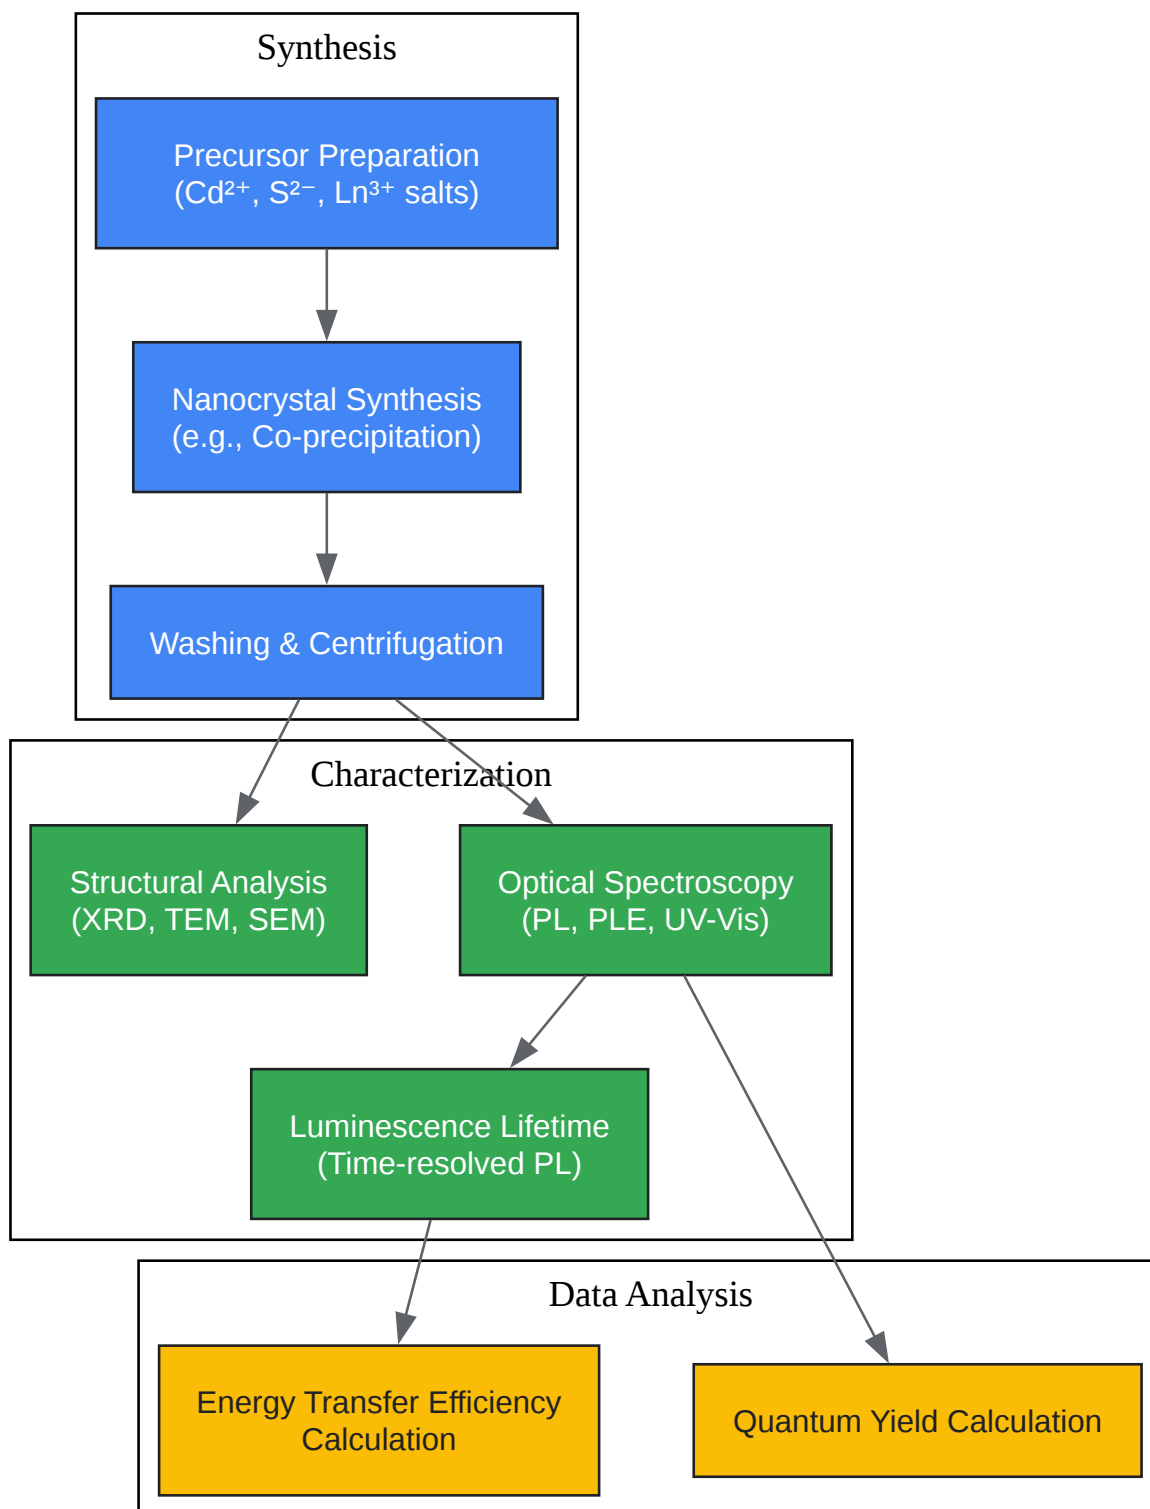 Synthesis
Precursor Preparation
(Cd²⁺, S²⁻, Ln³⁺ salts)
Nanocrystal Synthesis
(e.g., Co-precipitation)
Washing & Centrifugation
Characterization
Structural Analysis
(XRD, TEM, SEM)
Optical Spectroscopy
(PL, PLE, UV-Vis)
Luminescence Lifetime
(Time-resolved PL)
Data Analysis
Energy Transfer Efficiency
Calculation
Quantum Yield Calculation